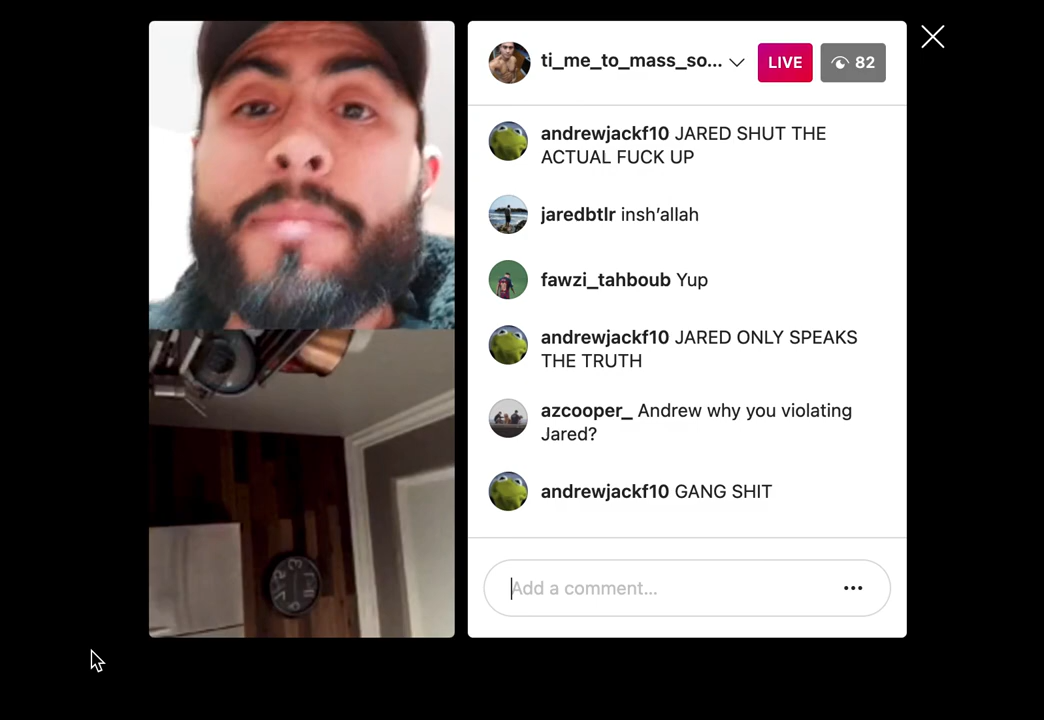 ti_me_to_mass_so...
LIVE
82
andrewjackf10 JARED SHUT THE
ACTUAL FUCK UP
jaredbtlr insh'allah
fawzi_tahboub Yup
andrewjackf10 JARED ONLY SPEAKS
THE TRUTH
azcooper_ Andrew why you violating
Jared?
andrewjackf10 GANG SHIT
Add a comment...